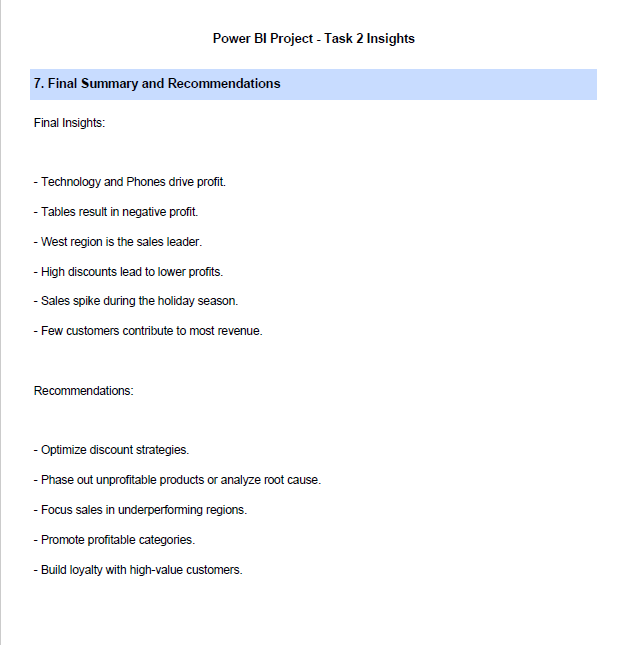 Power BI Project - Task 2 Insights
7. Final Summary and Recommendations
Final Insights:
- Technology and Phones drive profit.
- Tables result in negative profit.
- West region is the sales leader.
- High discounts lead to lower profits.
- Sales spike during the holiday season.
- Few customers contribute to most revenue.
Recommendations:
- Optimize discount strategies.
- Phase out unprofitable products or analyze root cause.
- Focus sales in underperforming regions.
- Promote profitable categories.
- Build loyalty with high-value customers.